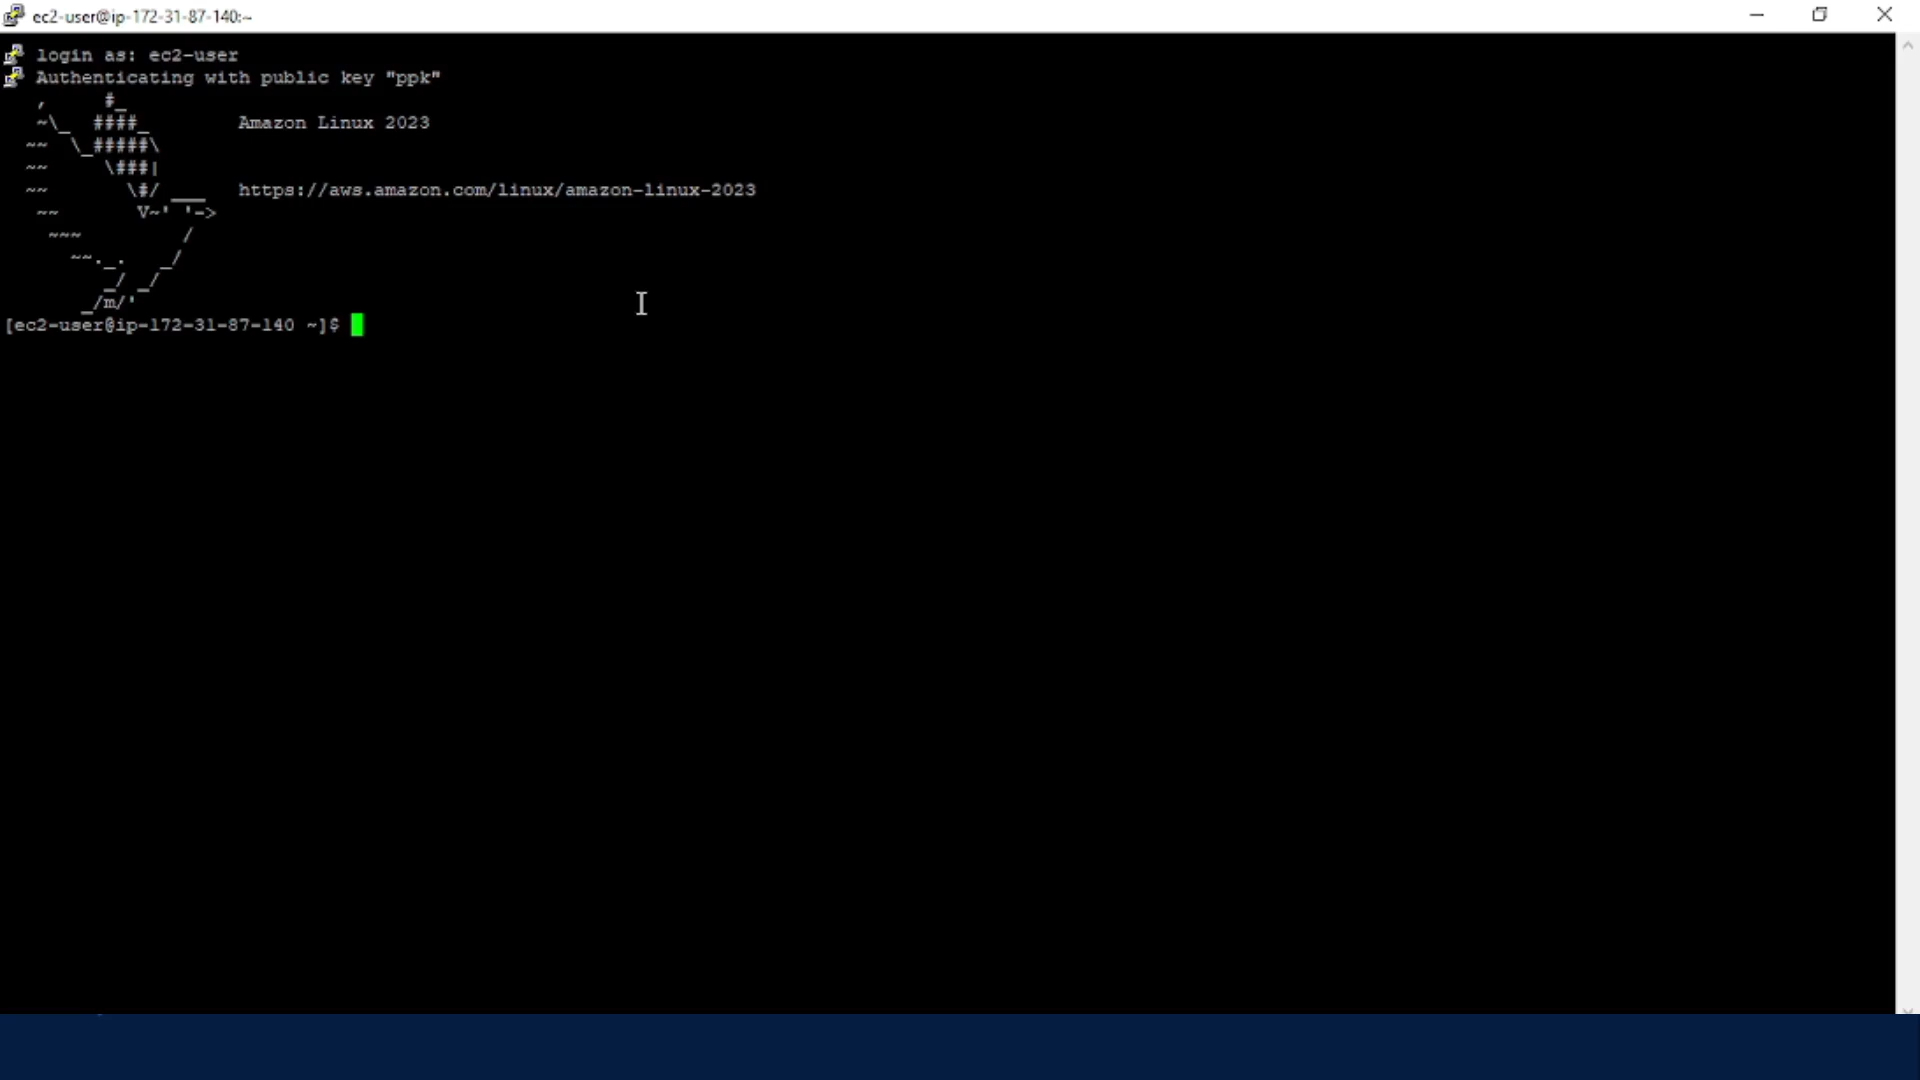 ec2-user@ip-172-31-87-140:~
login as: ec2-user
Authenticating with public key "ppk"
   ,     #_
   ~\_  ####_        Amazon Linux 2023
  ~~  \_#####\
  ~~     \###|
  ~~       \#/ ___   https://aws.amazon.com/linux/amazon-linux-2023
   ~~       V~' '->
    ~~~         /
      ~~._.   _/
         _/ _/
       _/m/'
[ec2-user@ip-172-31-87-140 ~]$